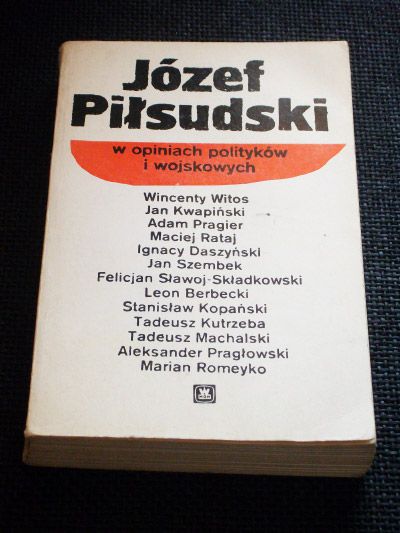 Józef
Piłsudski
w opiniach polityków
i wojskowych
Wincenty Witos
Jan Kwapiński
Adam Pragier
Maciej Rataj
Ignacy Daszyński
Jan Szembek
Felicjan Sławoj-Składkowski
Leon Berbecki
Stanisław Kopański
Tadeusz Kutrzeba
Tadeusz Machalski
Aleksander Pragłowski
Marian Romeyko